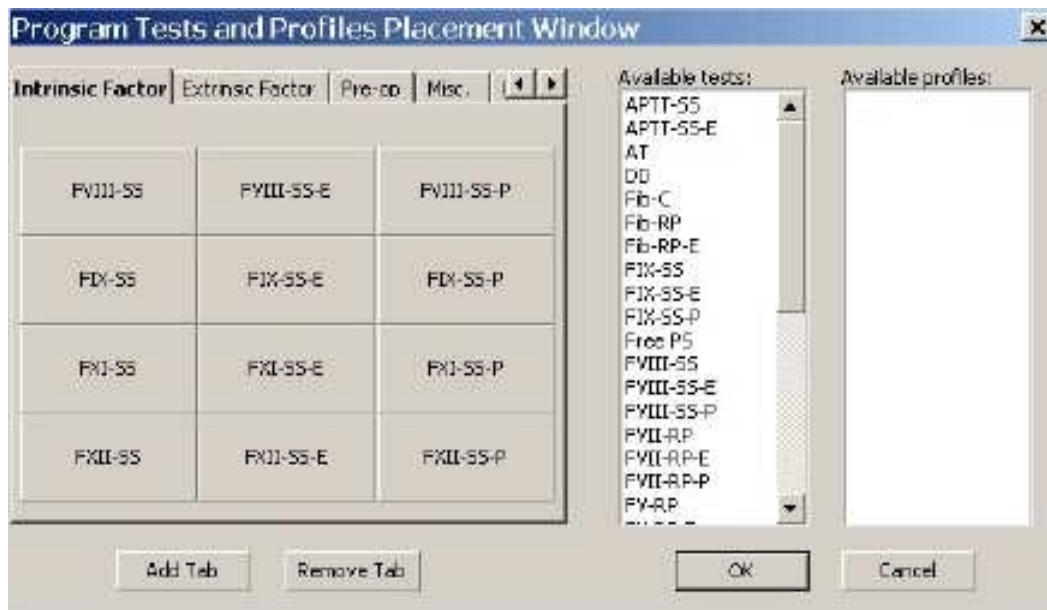 Program Tests and Profiles Placement Window
Intrinsic Factor Extrinsic Factor Pre-op Misc.
FVIII-SS FVIII-SS-E FVIII-SS-P
FIX-SS FIX-SS-E FIX-SS-P
FXI-SS FXI-SS-E FXI-SS-P
FXII-SS FXII-SS-E FXII-SS-P
Add Tab Remove Tab
Available tests:
APTT-SS
APTT-SS-E
AT
DD
Fib-C
Fib-RP
Fib-RP-E
FIX-SS
FIX-SS-E
FIX-SS-P
Free PS
FVIII-SS
FVIII-SS-E
FVIII-SS-P
FVII-RP
FVII-RP-E
FVII-RP-P
FV-RP
Available profiles:
OK Cancel